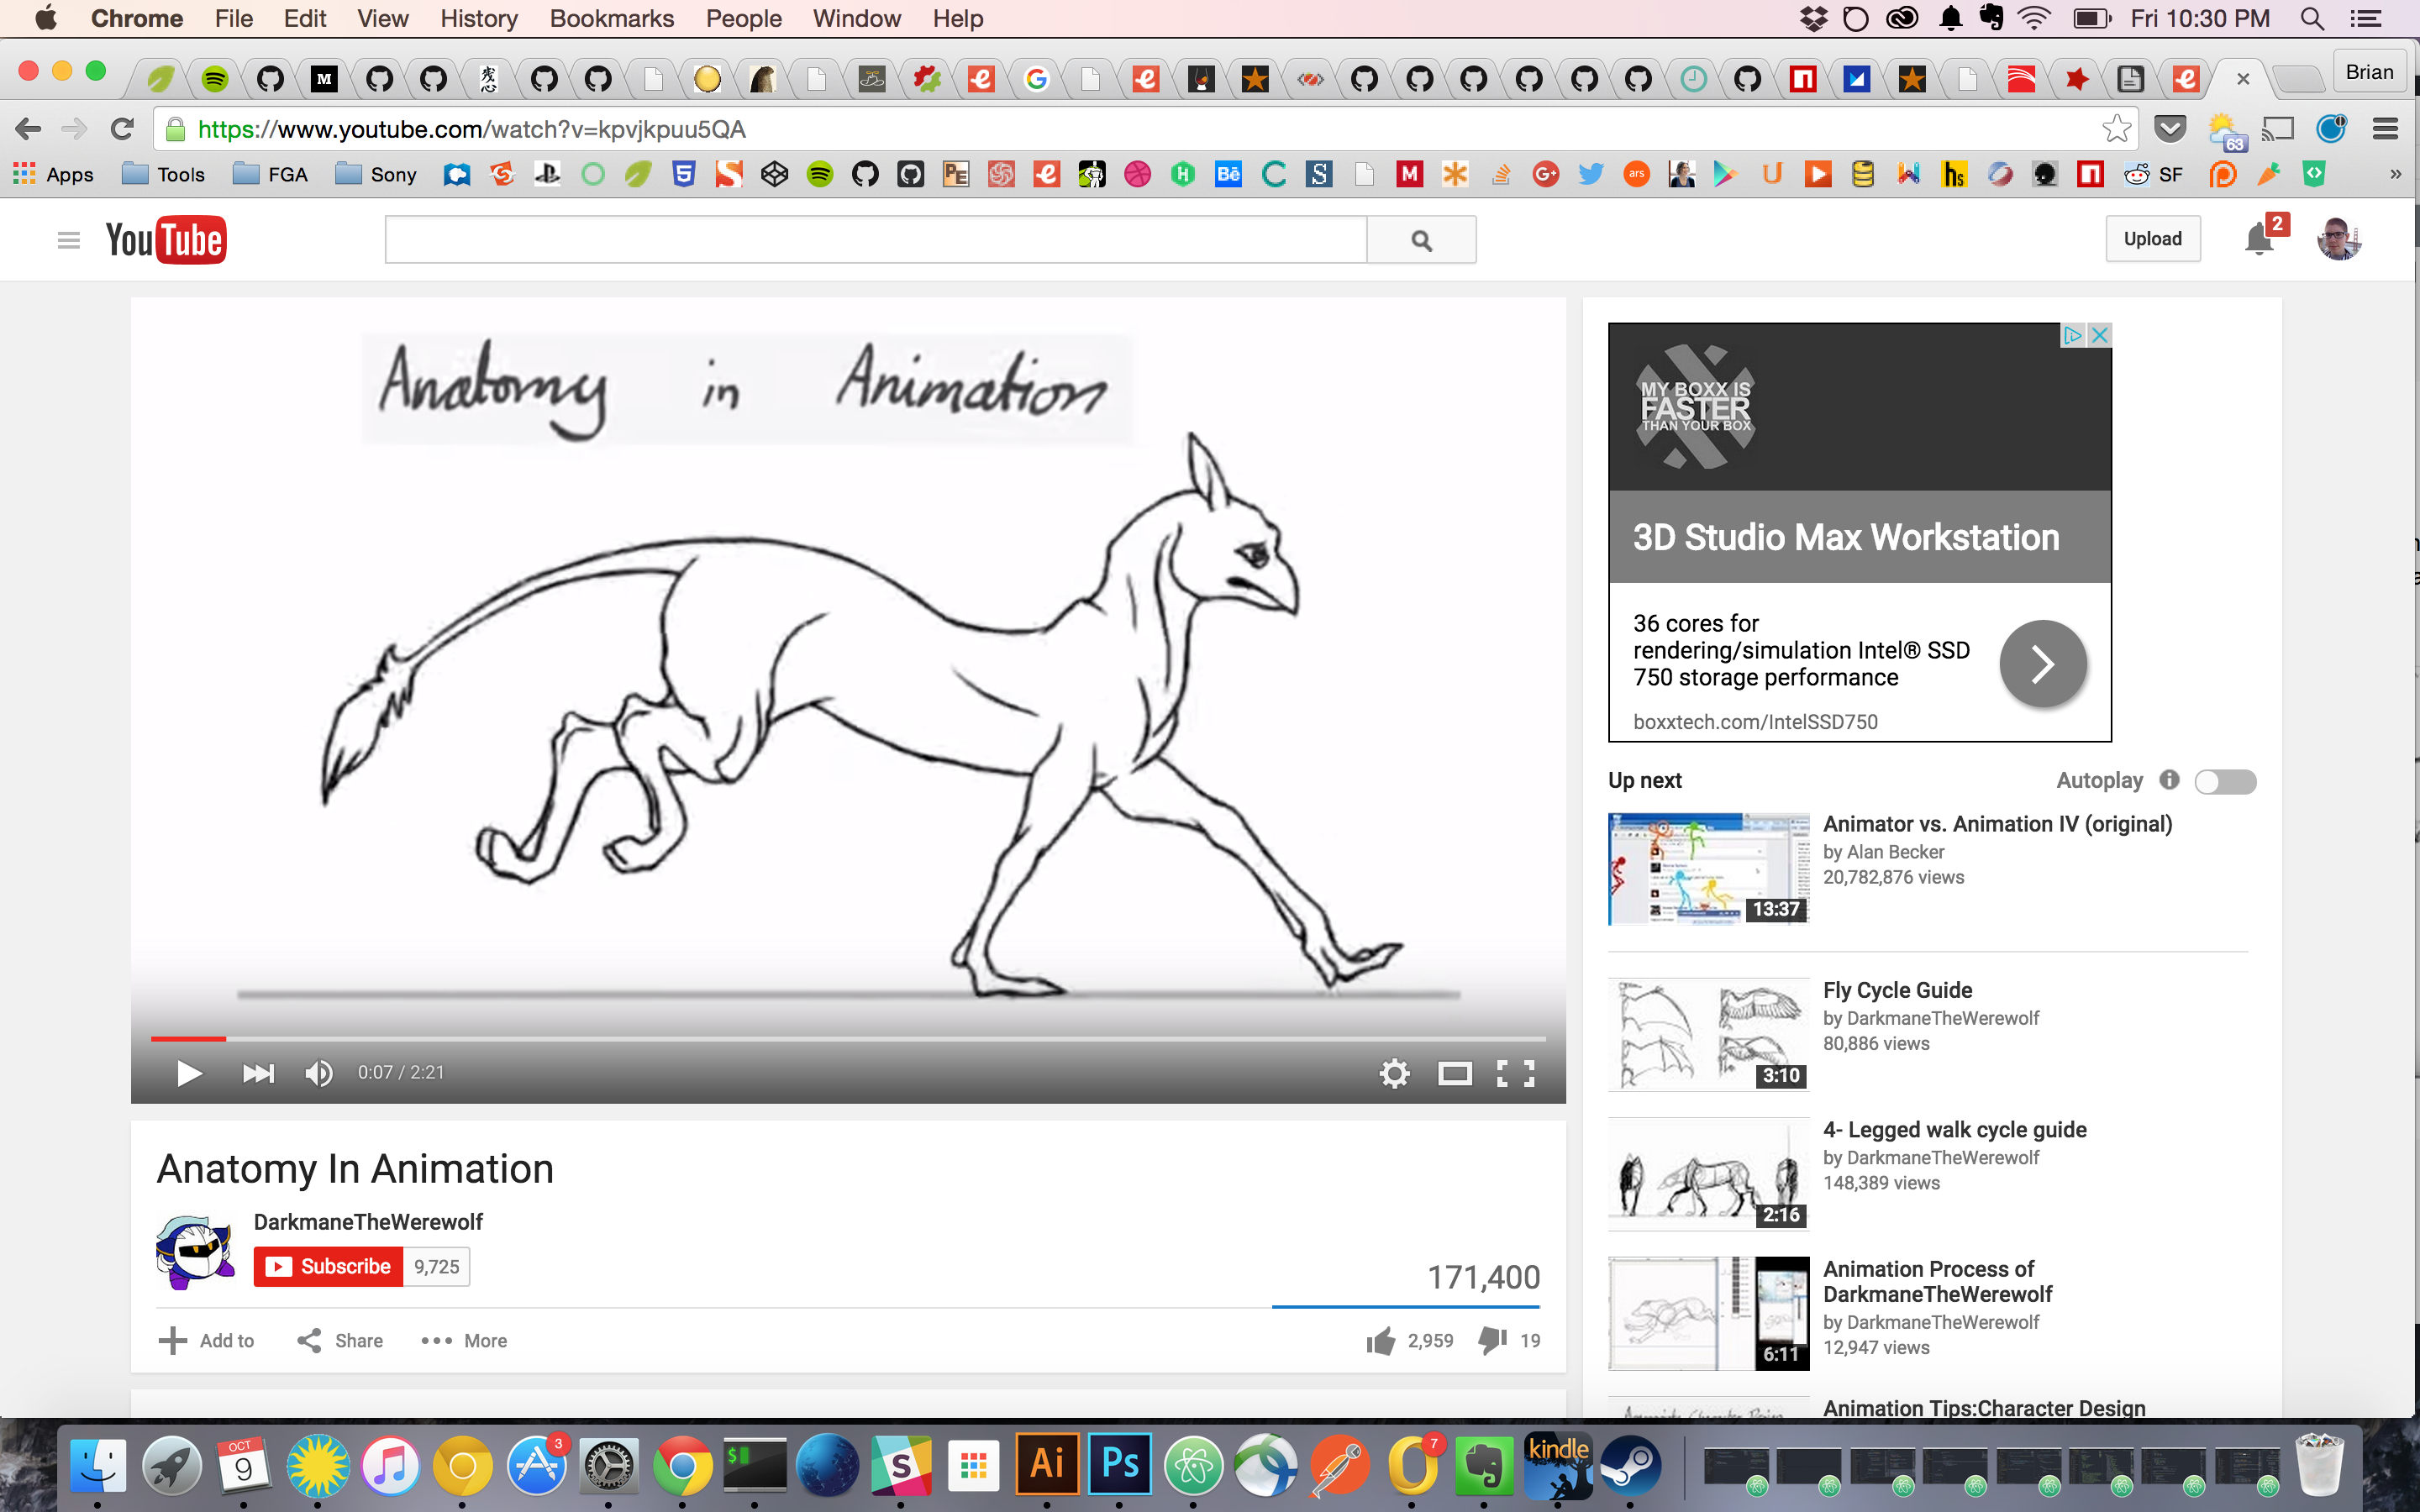 Chrome File Edit View History Bookmarks People Window Help Fri 10:30 PM
M Brian
https://www.youtube.com/watch?v=kpvjkpuu5QA
63
Apps Tools FGA Sony PE H Bē C S M G+ ars U hs SF »
YouTube Upload 2
Anatomy in Animation
MY BOXX IS
FASTER
THAN YOUR BOX
3D Studio Max Workstation
36 cores for
rendering/simulation Intel® SSD
750 storage performance
boxxtech.com/IntelSSD750
Up next Autoplay
Animator vs. Animation IV (original)
by Alan Becker
20,782,876 views
13:37
Fly Cycle Guide
by DarkmaneTheWerewolf
80,886 views
3:10
0:07 / 2:21
4- Legged walk cycle guide
by DarkmaneTheWerewolf
148,389 views
2:16
Anatomy In Animation
DarkmaneTheWerewolf
Subscribe 9,725
171,400
Add to Share More 2,959 19
Animation Process of
DarkmaneTheWerewolf
by DarkmaneTheWerewolf
12,947 views
6:11
Animation Tips:Character Design
OCT
9
3
$
S
Ai
Ps
7
kindle